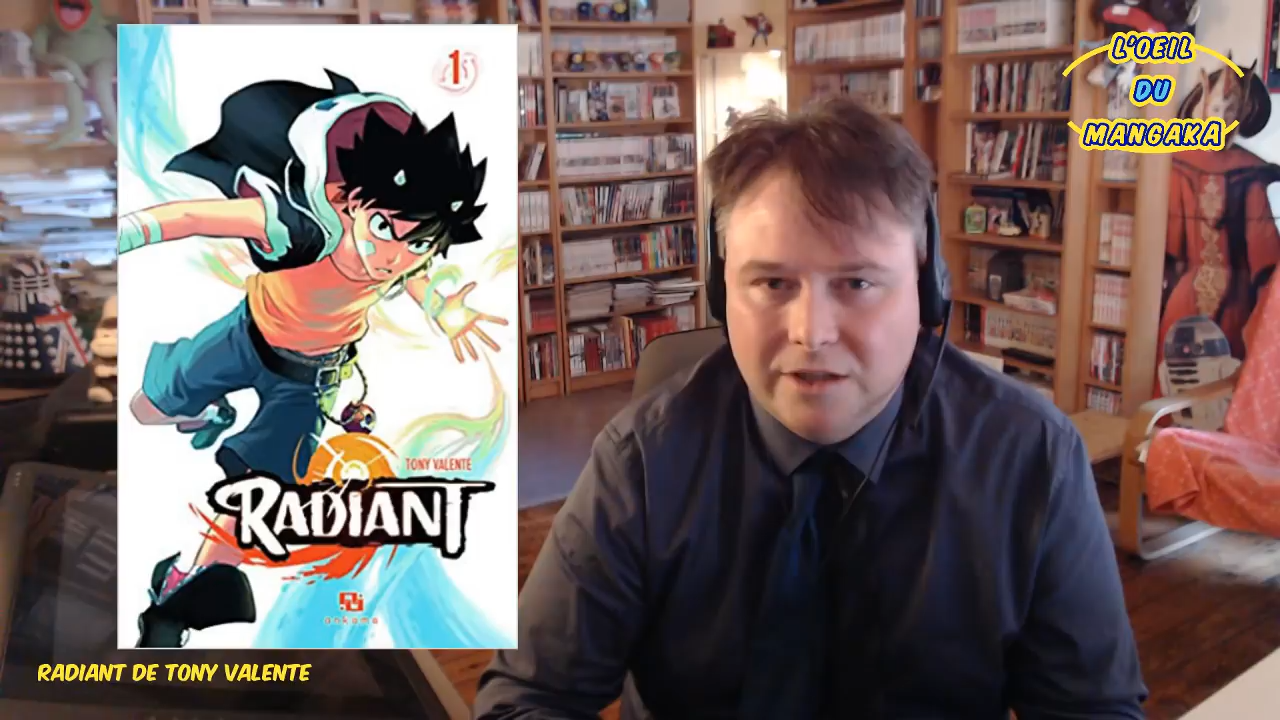 L'OEIL
DU
MANGAKA
1
TONY VALENTE
RADIANT
ankama
RADIANT DE TONY VALENTE